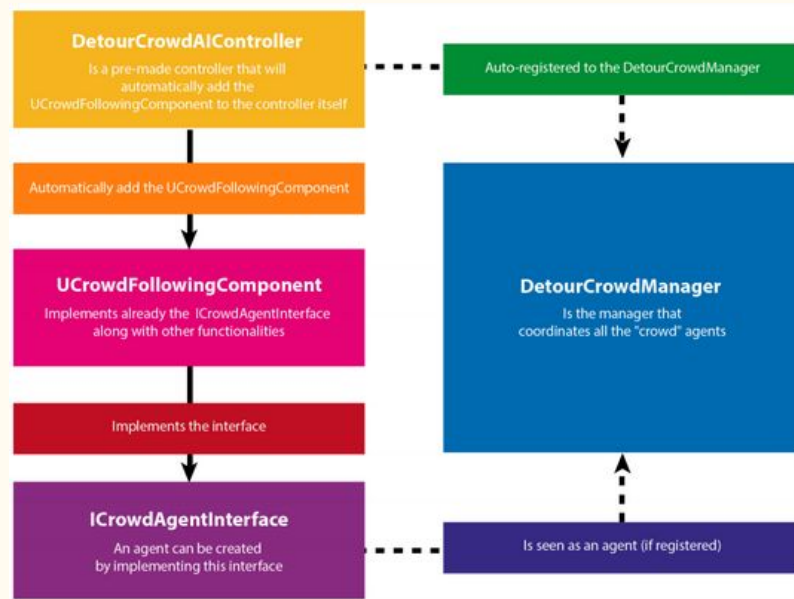 DetourCrowdAIController
Is a pre-made controller that will
automatically add the
UCrowdFollowingComponent to the controller itself
Auto-registered to the DetourCrowdManager
Automatically add the UCrowdFollowingComponent
UCrowdFollowingComponent
Implements already the ICrowdAgentInterface
along with other functionalities
DetourCrowdManager
Is the manager that
coordinates all the "crowd" agents
Implements the interface
ICrowdAgentInterface
An agent can be created
by implementing this interface
Is seen as an agent (if registered)